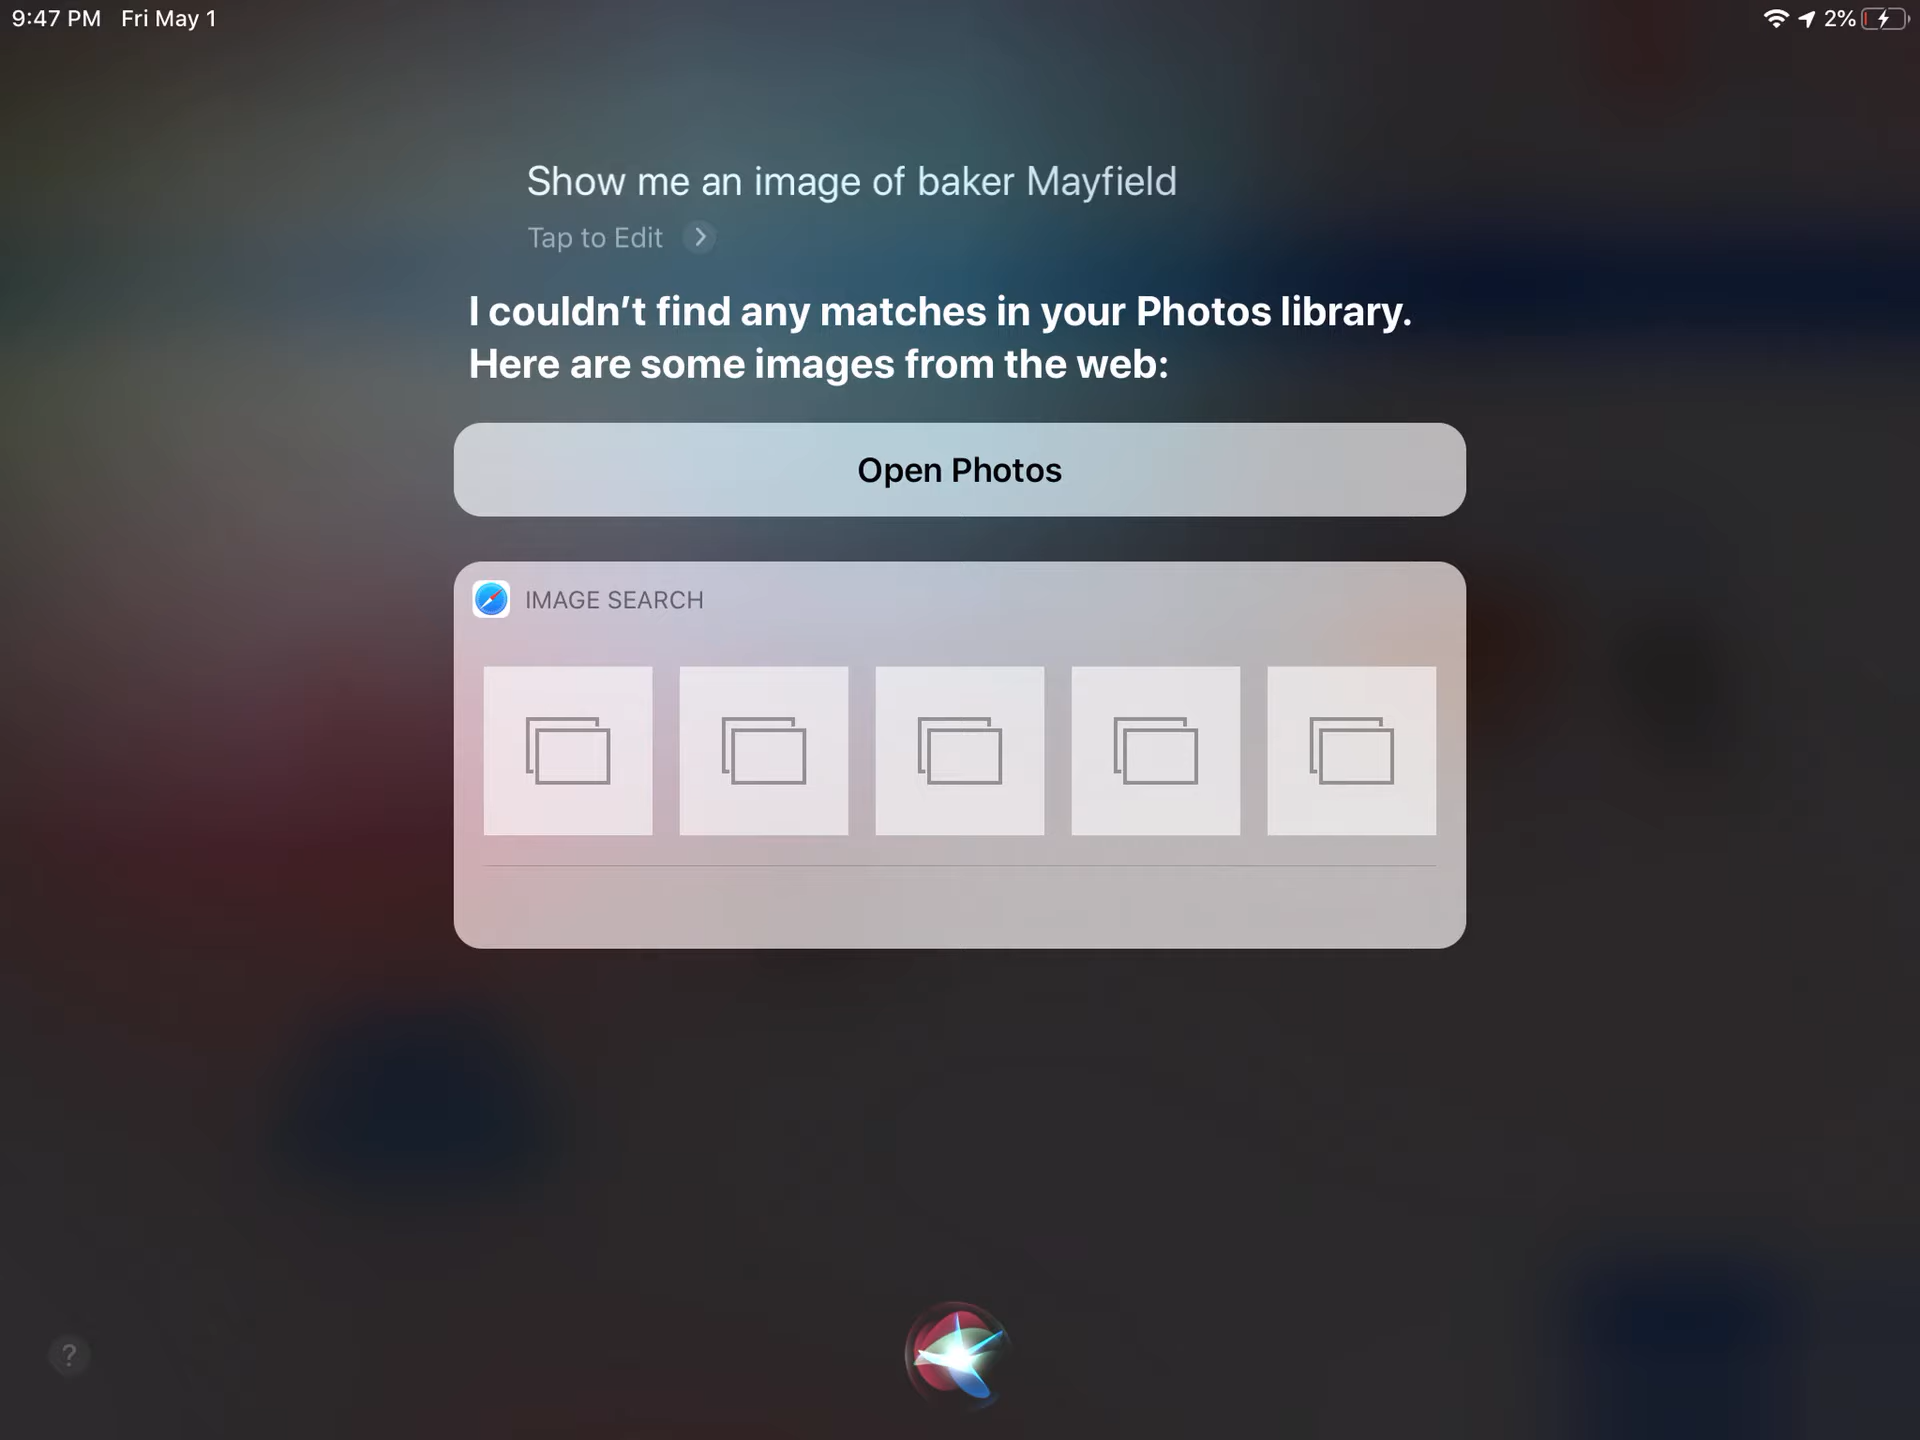 9:47 PM Fri May 1 2%
Show me an image of baker Mayfield
Tap to Edit
I couldn’t find any matches in your Photos library.
Here are some images from the web:
Open Photos
IMAGE SEARCH
?